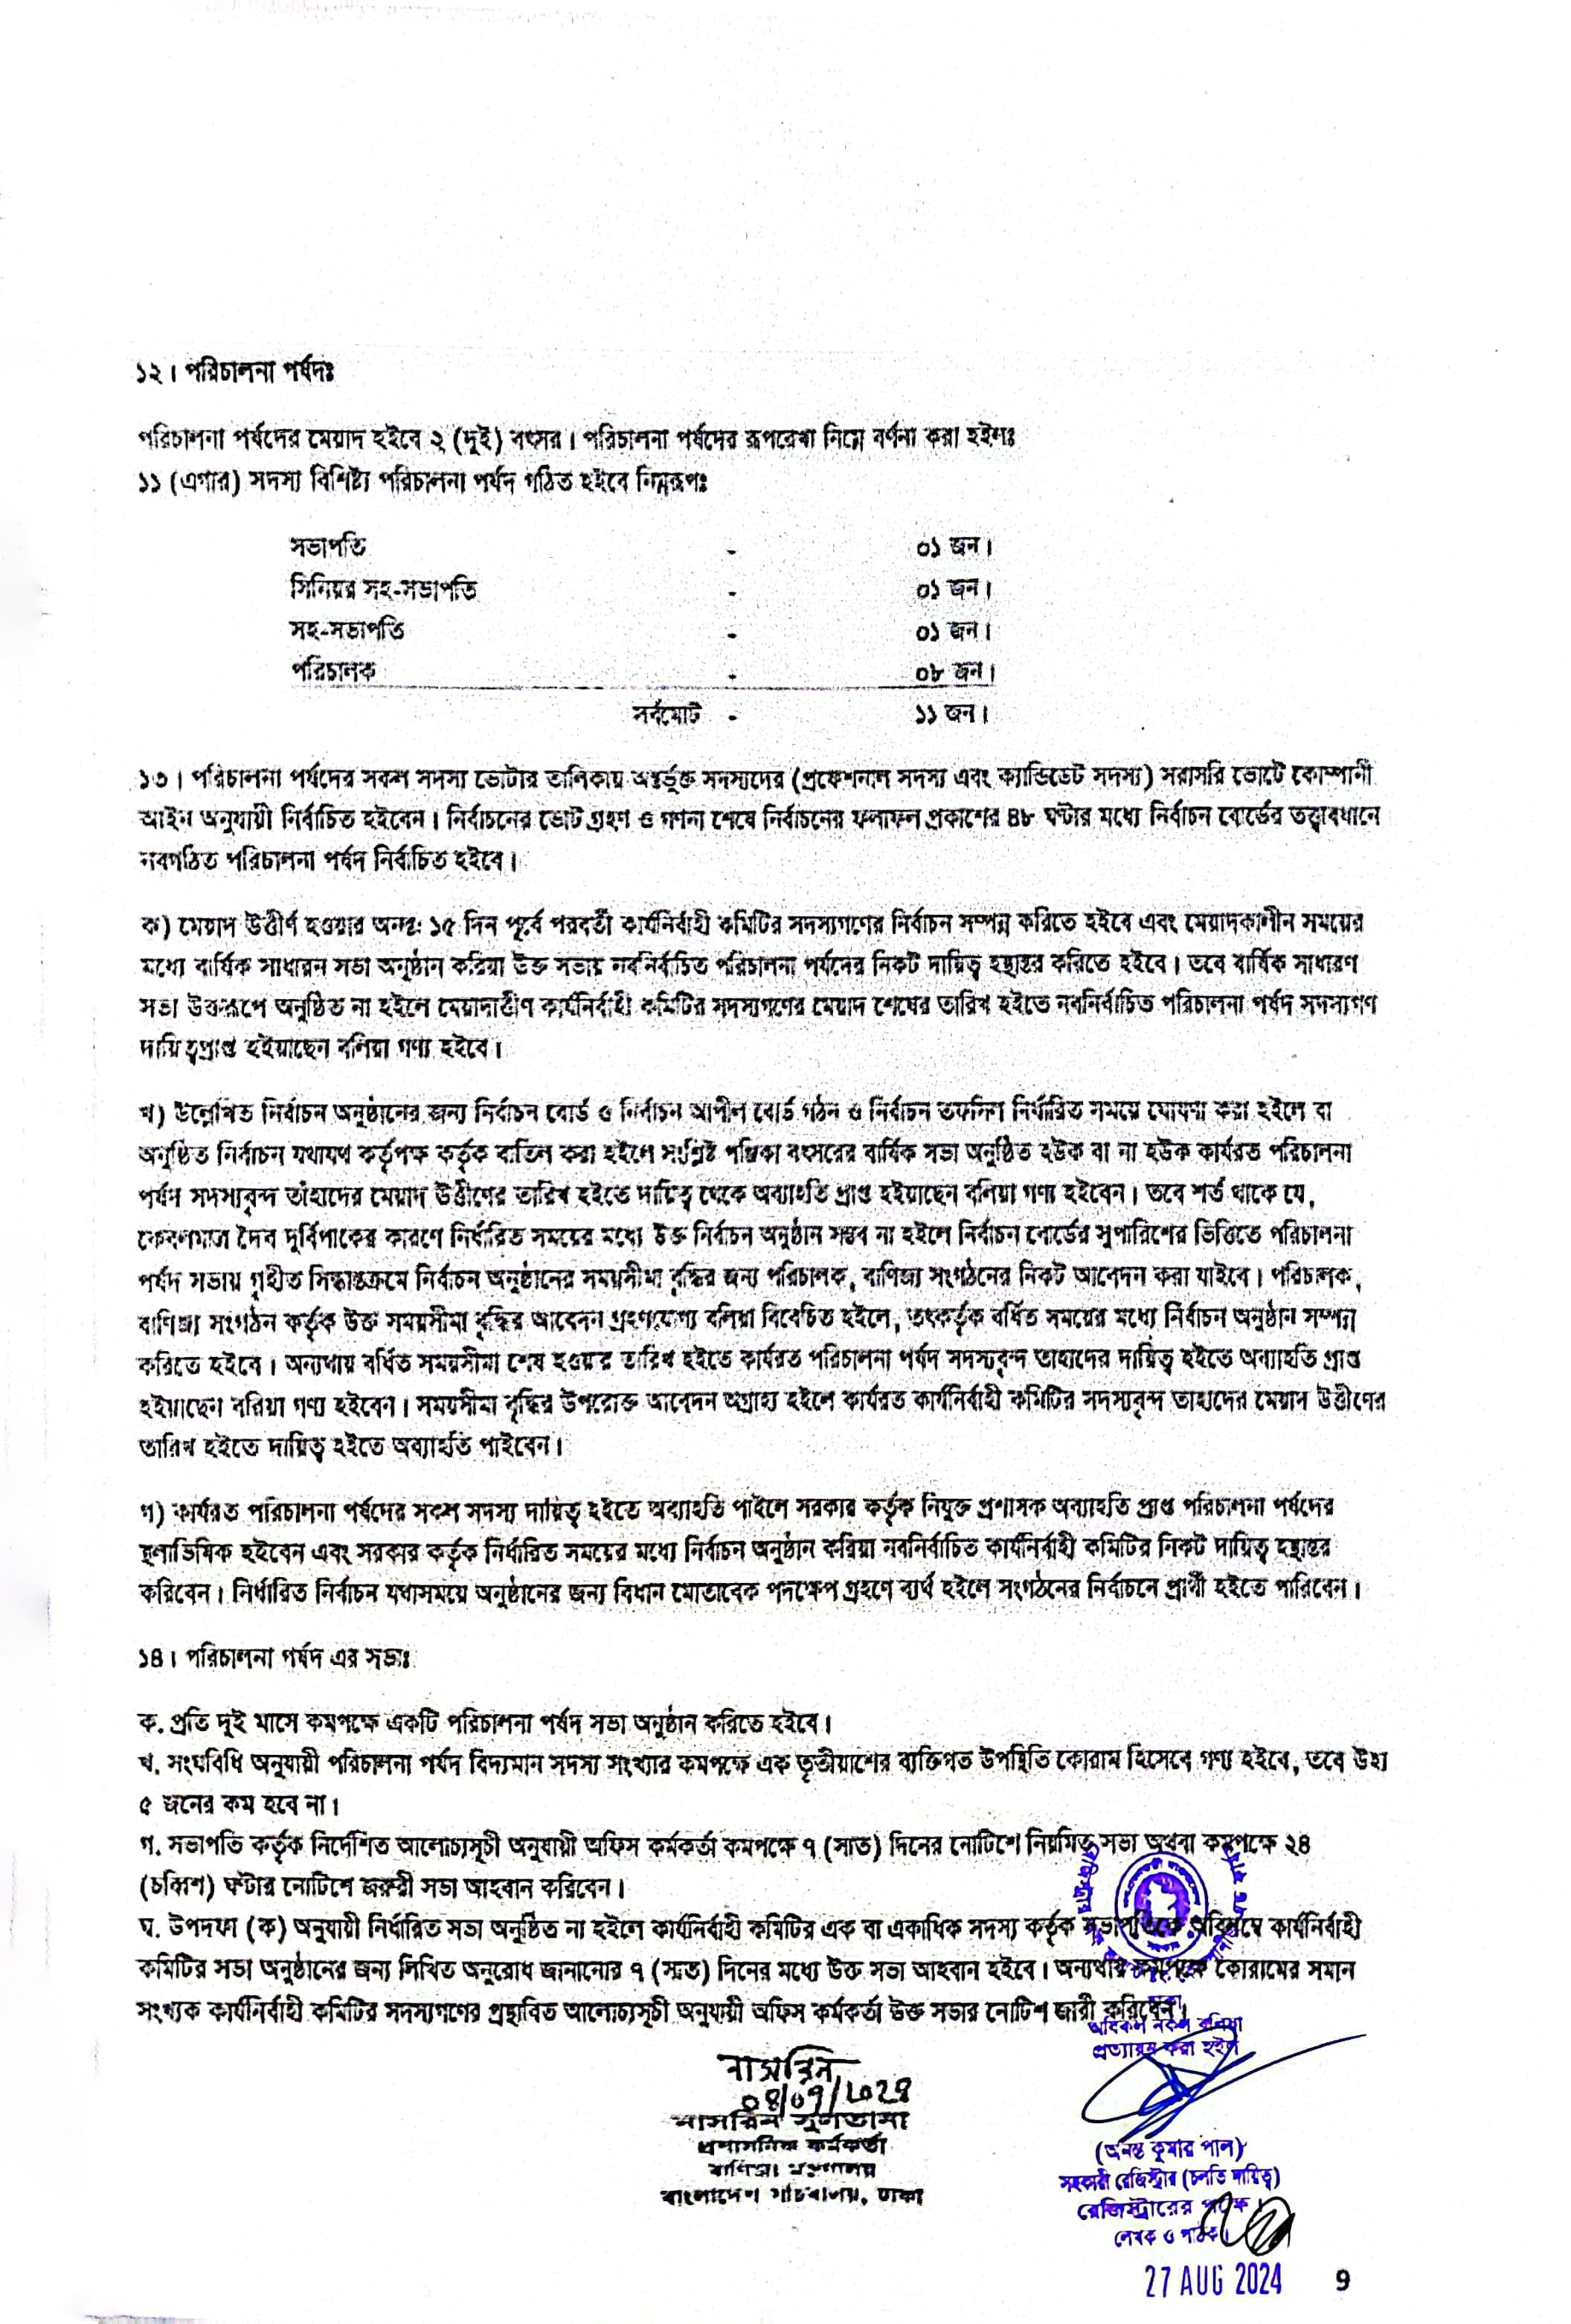 ১২। পরিচালনা পর্ষদঃ
পরিচালনা পর্ষদের মেয়াদ হইবে ২ (দুই) বৎসর। পরিচালনা পর্ষদের রূপরেখা নিম্নে বর্ণনা করা হইলঃ
১১ (এগার) সদস্য বিশিষ্ট্য পরিচালনা পর্ষদ গঠিত হইবে নিম্নরূপঃ
সভাপতি - ০১ জন।
সিনিয়র সহ-সভাপতি - ০১ জন।
সহ-সভাপতি - ০১ জন।
পরিচালক - ০৮ জন।
সর্বমোট - ১১ জন।
১৩। পরিচালনা পর্ষদের সকল সদস্য ভোটার তালিকায় অন্তর্ভুক্ত সদস্যদের (প্রফেশনাল সদস্য এবং ক্যান্ডিডেট সদস্য) সরাসরি ভোটে কোম্পানী
আইন অনুযায়ী নির্বাচিত হইবেন। নির্বাচনের ভোট গ্রহণ ও গণনা শেষে নির্বাচনের ফলাফল প্রকাশের ৪৮ ঘন্টার মধ্যে নির্বাচন বোর্ডের তত্ত্বাবধানে
নবগঠিত পরিচালনা পর্ষদ নির্বাচিত হইবে।
ক) মেয়াদ উত্তীর্ণ হওয়ার অন্তত: ১৫ দিন পূর্বে পরবর্তী কার্যনির্বাহী কমিটির সদস্যগণের নির্বাচন সম্পন্ন করিতে হইবে এবং মেয়াদকালীন সময়ের
মধ্যে বার্ষিক সাধারন সভা অনুষ্ঠান করিয়া উক্ত সভায় নবনির্বাচিত পরিচালনা পর্ষদের নিকট দায়িত্ব হস্তান্তর করিতে হইবে। তবে বার্ষিক সাধারণ
সভা উক্তরূপে অনুষ্ঠিত না হইলে মেয়াদাত্তীণ কার্যনির্বাহী কমিটির সদস্যগণের মেয়াদ শেষের তারিখ হইতে নবনির্বাচিত পরিচালনা পর্ষদ সদস্যগণ
দায়িত্বপ্রাপ্ত হইয়াছেন বলিয়া গণ্য হইবে।
খ) উল্লেখিত নির্বাচন অনুষ্ঠানের জন্য নির্বাচন বোর্ড ও নির্বাচন আপীল বোর্ড গঠন ও নির্বাচন তফসিল নির্ধারিত সময়ে ঘোষনা করা হইলে বা
অনুষ্ঠিত নির্বাচন যথাযথ কর্তৃপক্ষ কর্তৃক বাতিল করা হইলে সংশ্লিষ্ট পঞ্জিকা বৎসরের বার্ষিক সভা অনুষ্ঠিত হউক বা না হউক কার্যরত পরিচালনা
পর্ষদ সদস্যবৃন্দ তাঁহাদের মেয়াদ উত্তীণের তারিখ হইতে দায়িত্ব থেকে অব্যাহতি প্রাপ্ত হইয়াছেন বলিয়া গণ্য হইবেন। তবে শর্ত থাকে যে,
কেবলমাত্র দৈব দুর্বিপাকের কারণে নির্ধারিত সময়ের মধ্যে উক্ত নির্বাচন অনুষ্ঠান সম্ভব না হইলে নির্বাচন বোর্ডের সুপারিশের ভিত্তিতে পরিচালনা
পর্ষদ সভায় গৃহীত সিদ্ধান্তক্রমে নির্বাচন অনুষ্ঠানের সময়সীমা বৃদ্ধির জন্য পরিচালক, বাণিজ্য সংগঠনের নিকট আবেদন করা যাইবে। পরিচালক,
বাণিজ্য সংগঠন কর্তৃক উক্ত সময়সীমা বৃদ্ধির আবেদন গ্রহণযোগ্য বলিয়া বিবেচিত হইলে, তৎকর্তৃক বর্ধিত সময়ের মধ্যে নির্বাচন অনুষ্ঠান সম্পন্ন
করিতে হইবে। অন্যথায় বর্ধিত সময়সীমা শেষ হওয়র তারিখ হইতে কার্যরত পরিচালনা পর্ষদ সদস্যবৃন্দ তাহাদের দায়িত্ব হইতে অব্যাহতি প্রাপ্ত
হইয়াছেন বরিয়া গণ্য হইবেন। সময়সীমা বৃদ্ধির উপরোক্ত আবেদন অগ্রাহ্য হইলে কার্যরত কার্যনির্বাহী কমিটির সদস্যবৃন্দ তাহাদের মেয়াদ উত্তীণের
তারিখ হইতে দায়িত্ব হইতে অব্যাহতি পাইবেন।
গ) কার্যরত পরিচালনা পর্ষদের সকল সদস্য দায়িত্ব হইতে অব্যাহতি পাইলে সরকার কর্তৃক নিযুক্ত প্রশাসক অব্যাহতি প্রাপ্ত পরিচালনা পর্ষদের
স্থলাভিষিক হইবেন এবং সরকার কর্তৃক নির্ধারিত সময়ের মধ্যে নির্বাচন অনুষ্ঠান করিয়া নবনির্বাচিত কার্যনির্বাহী কমিটির নিকট দায়িত্ব হস্তান্তর
করিবেন। নির্ধারিত নির্বাচন যথাসময়ে অনুষ্ঠানের জন্য বিধান মোতাবেক পদক্ষেপ গ্রহণে ব্যর্থ হইলে সংগঠনের নির্বাচনে প্রার্থী হইতে পারিবেন।
১৪। পরিচালনা পর্ষদ এর সভাঃ
ক. প্রতি দুই মাসে কমপক্ষে একটি পরিচালনা পর্ষদ সভা অনুষ্ঠান করিতে হইবে।
খ. সংঘবিধি অনুযায়ী পরিচালনা পর্ষদ বিদ্যমান সদস্য সংখ্যার কমপক্ষে এক তৃতীয়াশের ব্যক্তিগত উপস্থিতি কোরাম হিসেবে গণ্য হইবে, তবে উহা
৫ জনের কম হবে না।
গ. সভাপতি কর্তৃক নির্দেশিত আলোচ্যসূচী অনুযায়ী অফিস কর্মকর্তা কমপক্ষে ৭ (সাত) দিনের নোটিশে নিয়মিত সভা অথবা কমপক্ষে ২৪
(চব্বিশ) ঘন্টার নোটিশে জরুরী সভা আহবান করিবেন।
ঘ. উপদফা (ক) অনুযায়ী নির্ধারিত সভা অনুষ্ঠিত না হইলে কার্যনির্বাহী কমিটির এক বা একাধিক সদস্য কর্তৃক সভাপতিকে অবিলম্বে কার্যনির্বাহী
কমিটির সভা অনুষ্ঠানের জন্য লিখিত অনুরোধ জানানোর ৭ (সাত) দিনের মধ্যে উক্ত সভা আহবান হইবে। অন্যথায় কমপক্ষে কোরামের সমান
সংখ্যক কার্যনির্বাহী কমিটির সদস্যগণের প্রস্থাবিত আলোচ্যসূচী অনুযায়ী অফিস কর্মকর্তা উক্ত সভার নোটিশ জারী করিবেন।
ঢাকা
অবিকল নকল বলিয়া
প্রত্যায়ন করা হইল
নাসরিন
০৪/০৭/২০২৪
নাসরিন সুলতানা
প্রশাসনিক কর্মকর্তা
বাণিজ্য মন্ত্রণালয়
বাংলাদেশ সচিবালয়, ঢাকা
(অনন্ত কুমার পাল)
সহকারী রেজিস্ট্রার (চলতি দায়িত্ব)
রেজিস্ট্রারের পক্ষে।
লেখক ও পাঠক।
27 AUG 2024
9